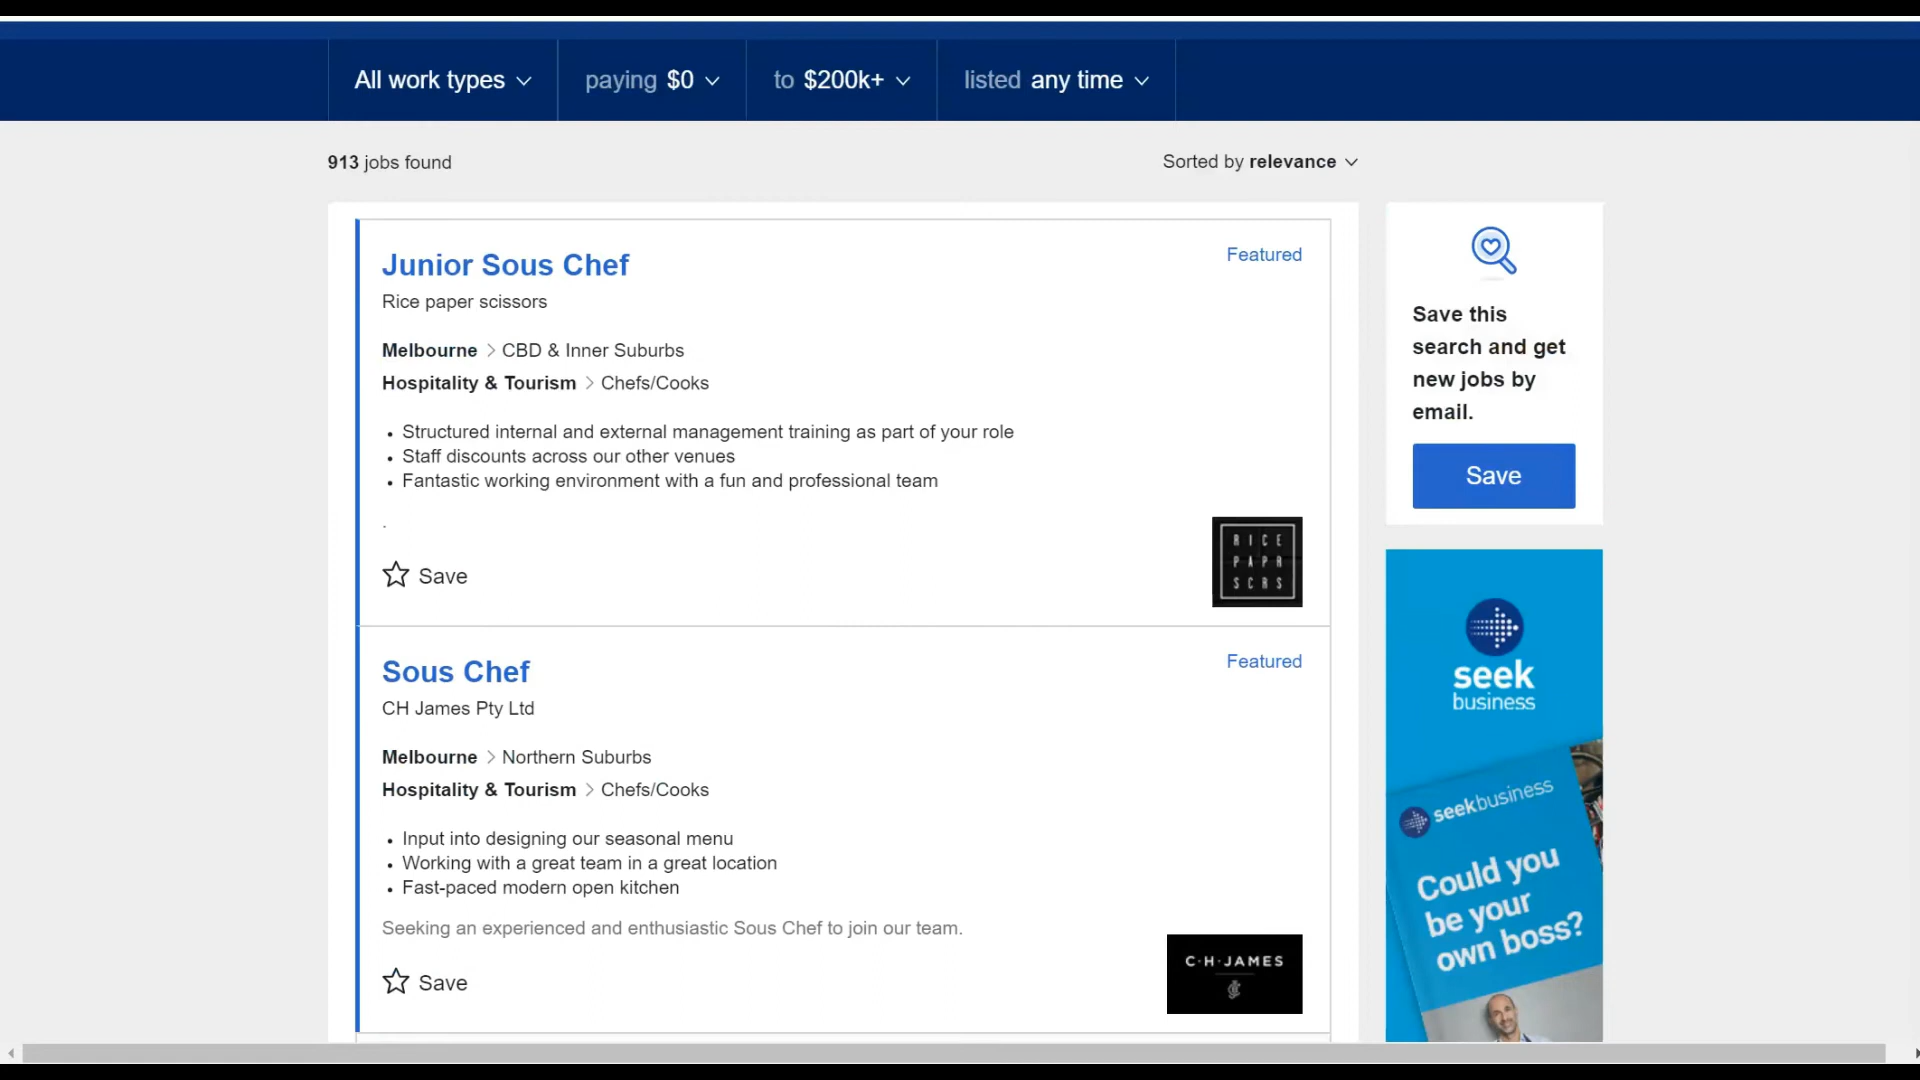 All work types
paying $0
to $200k+
listed any time
913 jobs found
Sorted by relevance
Junior Sous Chef
Featured
Rice paper scissors
Melbourne > CBD & Inner Suburbs
Hospitality & Tourism > Chefs/Cooks
• Structured internal and external management training as part of your role
• Staff discounts across our other venues
• Fantastic working environment with a fun and professional team
.
Save
RICE
PAPR
SCRS
Sous Chef
Featured
CH James Pty Ltd
Melbourne > Northern Suburbs
Hospitality & Tourism > Chefs/Cooks
• Input into designing our seasonal menu
• Working with a great team in a great location
• Fast-paced modern open kitchen
Seeking an experienced and enthusiastic Sous Chef to join our team.
Save
C·H·JAMES
Save this
search and get
new jobs by
email.
Save
seek
business
seekbusiness
Could you
be your
own boss?